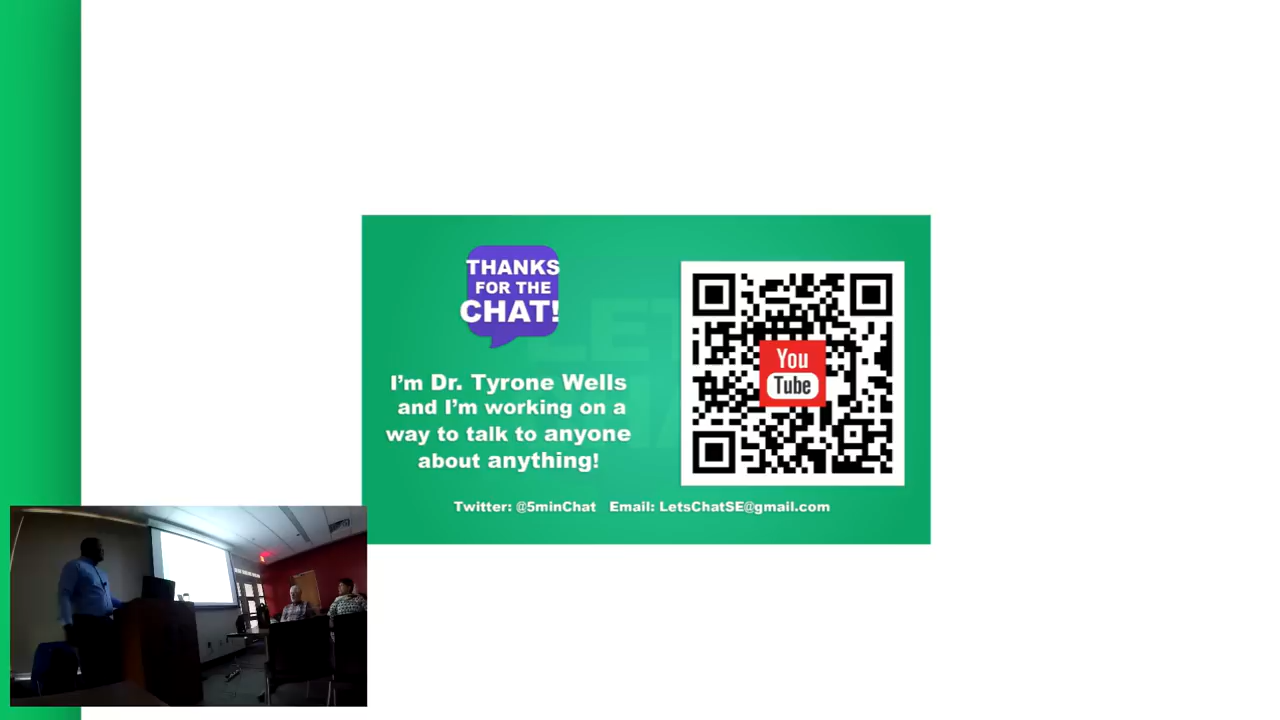 THANKS
FOR THE
CHAT!
I'm Dr. Tyrone Wells
and I'm working on a
way to talk to anyone
about anything!
You
Tube
Twitter: @5minChat Email: LetsChatSE@gmail.com